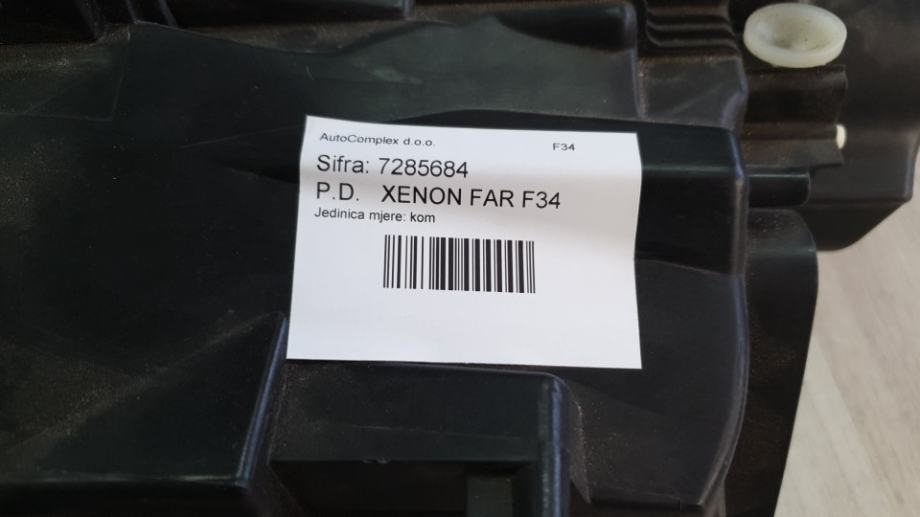 AutoComplex d.o.o. F34
Sifra: 7285684
P.D. XENON FAR F34
Jedinica mjere: kom